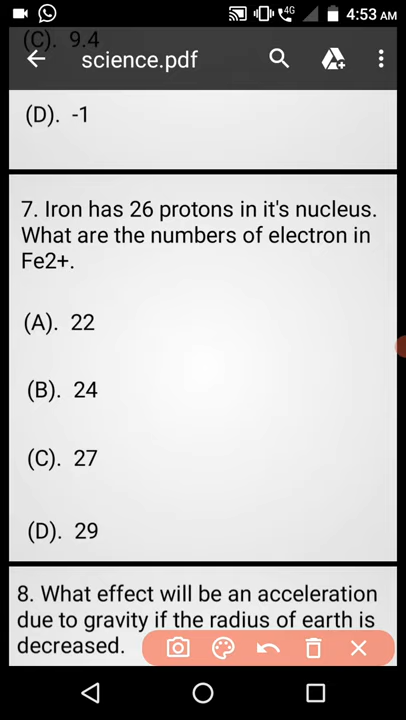 4G 4:53 AM
(C). 9.4
science.pdf
(D). -1
7. Iron has 26 protons in it's nucleus.
What are the numbers of electron in
Fe2+.
(A). 22
(B). 24
(C). 27
(D). 29
8. What effect will be an acceleration
due to gravity if the radius of earth is
decreased.